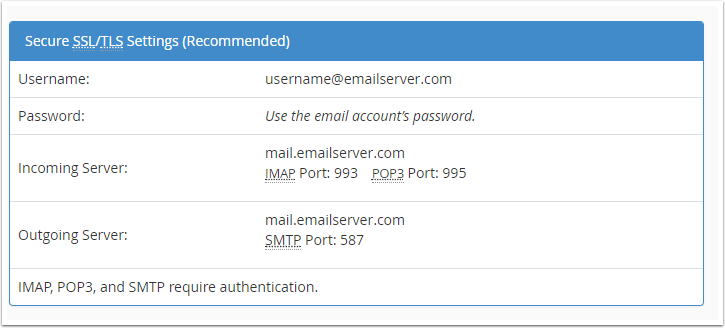 Secure SSL/TLS Settings (Recommended)
Username: username@emailserver.com
Password: Use the email account’s password.
Incoming Server: mail.emailserver.com
IMAP Port: 993 POP3 Port: 995
Outgoing Server: mail.emailserver.com
SMTP Port: 587
IMAP, POP3, and SMTP require authentication.